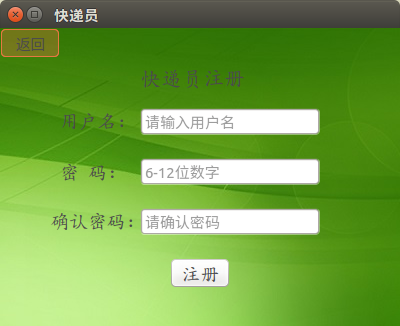 快递员
返回
快递员注册
用户名： 请输入用户名
密 码： 6-12位数字
确认密码： 请确认密码
注册